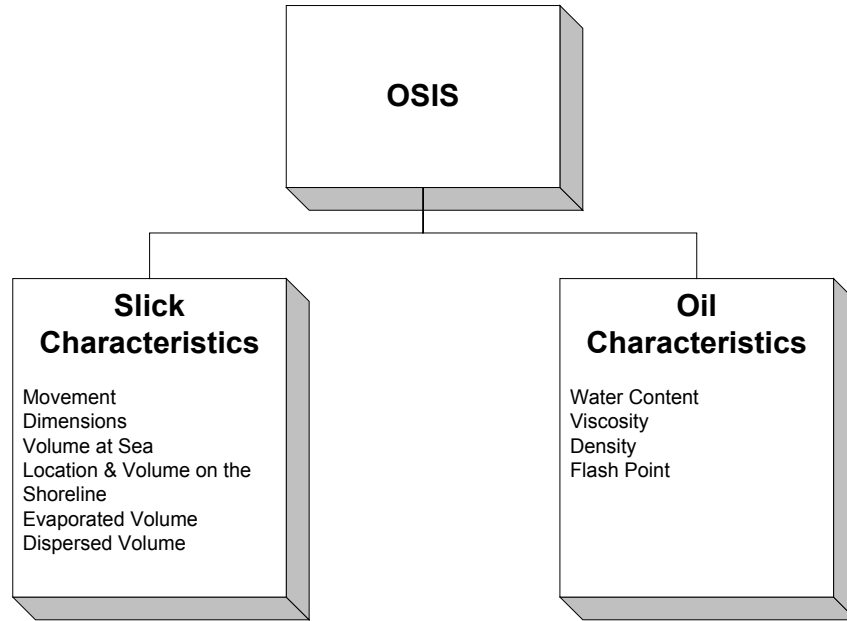 OSIS
Slick
Characteristics
Movement
Dimensions
Volume at Sea
Location & Volume on the
Shoreline
Evaporated Volume
Dispersed Volume
Oil
Characteristics
Water Content
Viscosity
Density
Flash Point